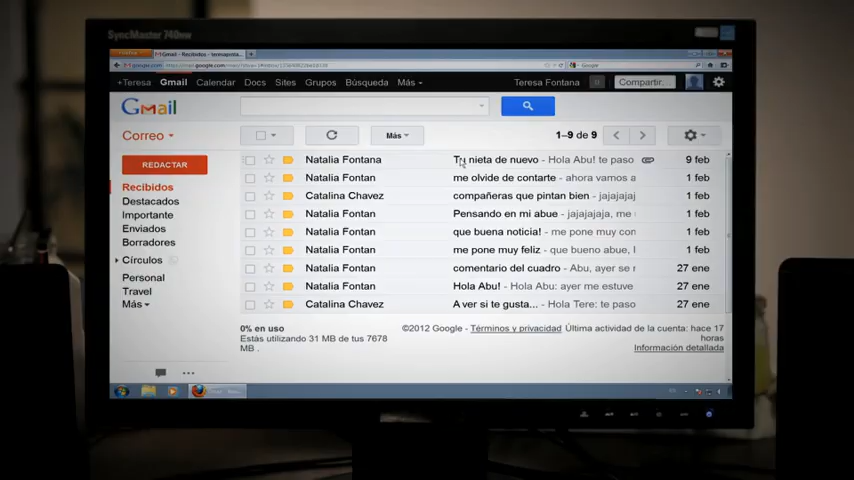 SyncMaster 740NW
Gmail - Recibidos
Google
+Teresa Gmail Calendar Docs Sites Grupos Búsqueda Más Teresa Fontana 0 Compartir.
Gmail
Correo Más 1–9 de 9
REDACTAR
Recibidos
Destacados
Importante
Enviados
Borradores
Círculos
Personal
Travel
Más
Natalia Fontana Tu nieta de nuevo - Hola Abu! te paso 9 feb
Natalia Fontan me olvide de contarte - ahora vamos a 1 feb
Catalina Chavez compañeras que pintan bien - jajajajaj 1 feb
Natalia Fontan Pensando en mi abue - jajajaja, me 1 feb
Natalia Fontan que buena noticia! - me pone muy con 1 feb
Natalia Fontan me pone muy feliz - que bueno abue, 1 feb
Natalia Fontan comentario del cuadro - Abu, ayer se 27 ene
Natalia Fontan Hola Abu! - Hola Abu: ayer me estuve 27 ene
Catalina Chavez A ver si te gusta... - Hola Tere: te paso 27 ene
0% en uso
Estás utilizando 31 MB de tus 7678
MB .
©2012 Google - Términos y privacidad Última actividad de la cuenta: hace 17
horas
Información detallada